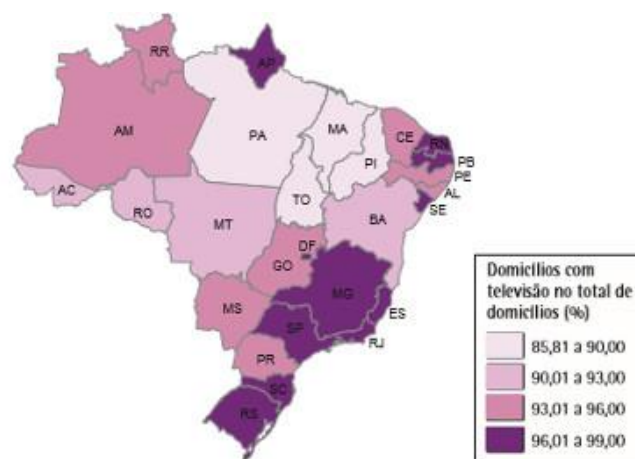 RR
AP
AM
PA
MA
CE
RN
PI
PB
PE
AC
TO
AL
RO
SE
MT
BA
DF
GO
MG
MS
ES
SP
RJ
PR
SC
RS
Domicílios com
televisão no total de
domicílios (%)
85,81 a 90,00
90,01 a 93,00
93,01 a 96,00
96,01 a 99,00